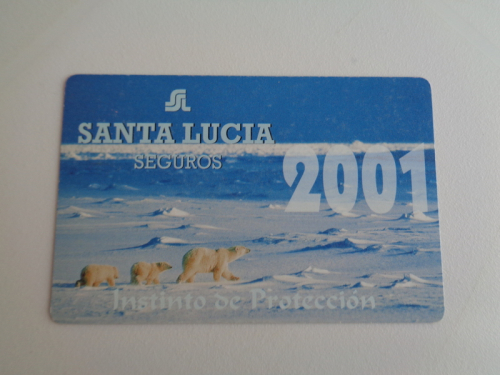 SL
SANTA LUCIA
SEGUROS
2001
Instinto de Protección